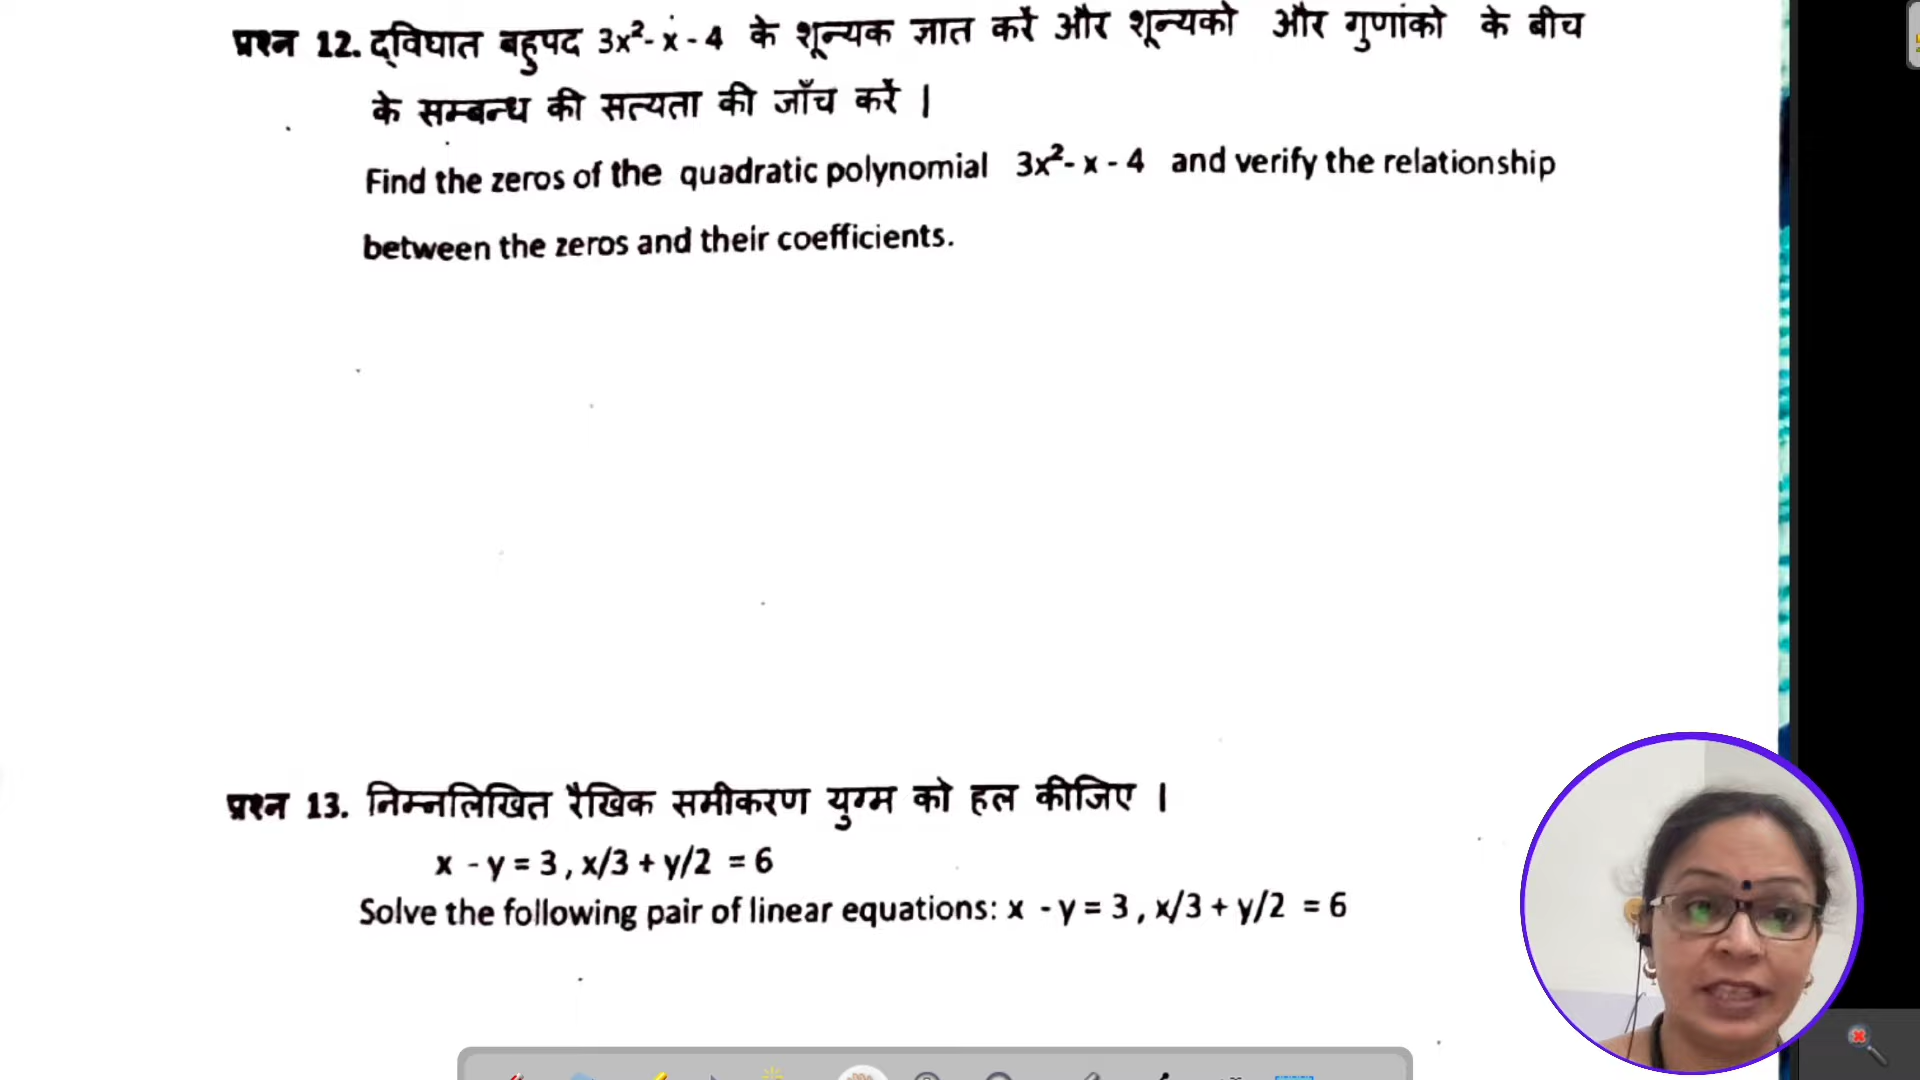 प्रश्न 12. द्विघात बहुपद 3x²- x - 4 के शून्यक ज्ञात करें और शून्यको और गुणांको के बीच
के सम्बन्ध की सत्यता की जाँच करें |
Find the zeros of the quadratic polynomial 3x²- x - 4 and verify the relationship
between the zeros and their coefficients.
प्रश्न 13. निम्नलिखित रैखिक समीकरण युग्म को हल कीजिए |
x - y = 3 , x/3 + y/2 = 6
Solve the following pair of linear equations: x - y = 3 , x/3 + y/2 = 6